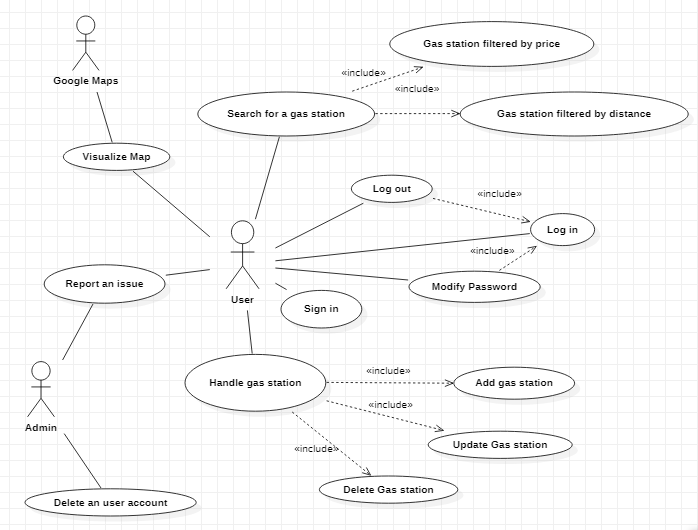 Gas station filtered by price
Google Maps
«include»
«include»
Search for a gas station
Gas station filtered by distance
Visualize Map
Log out
«include»
Log in
«include»
Report an issue
Modify Password
User
Sign in
«include»
Handle gas station
Add gas station
«include»
Admin
Update Gas station
«include»
Delete Gas station
Delete an user account